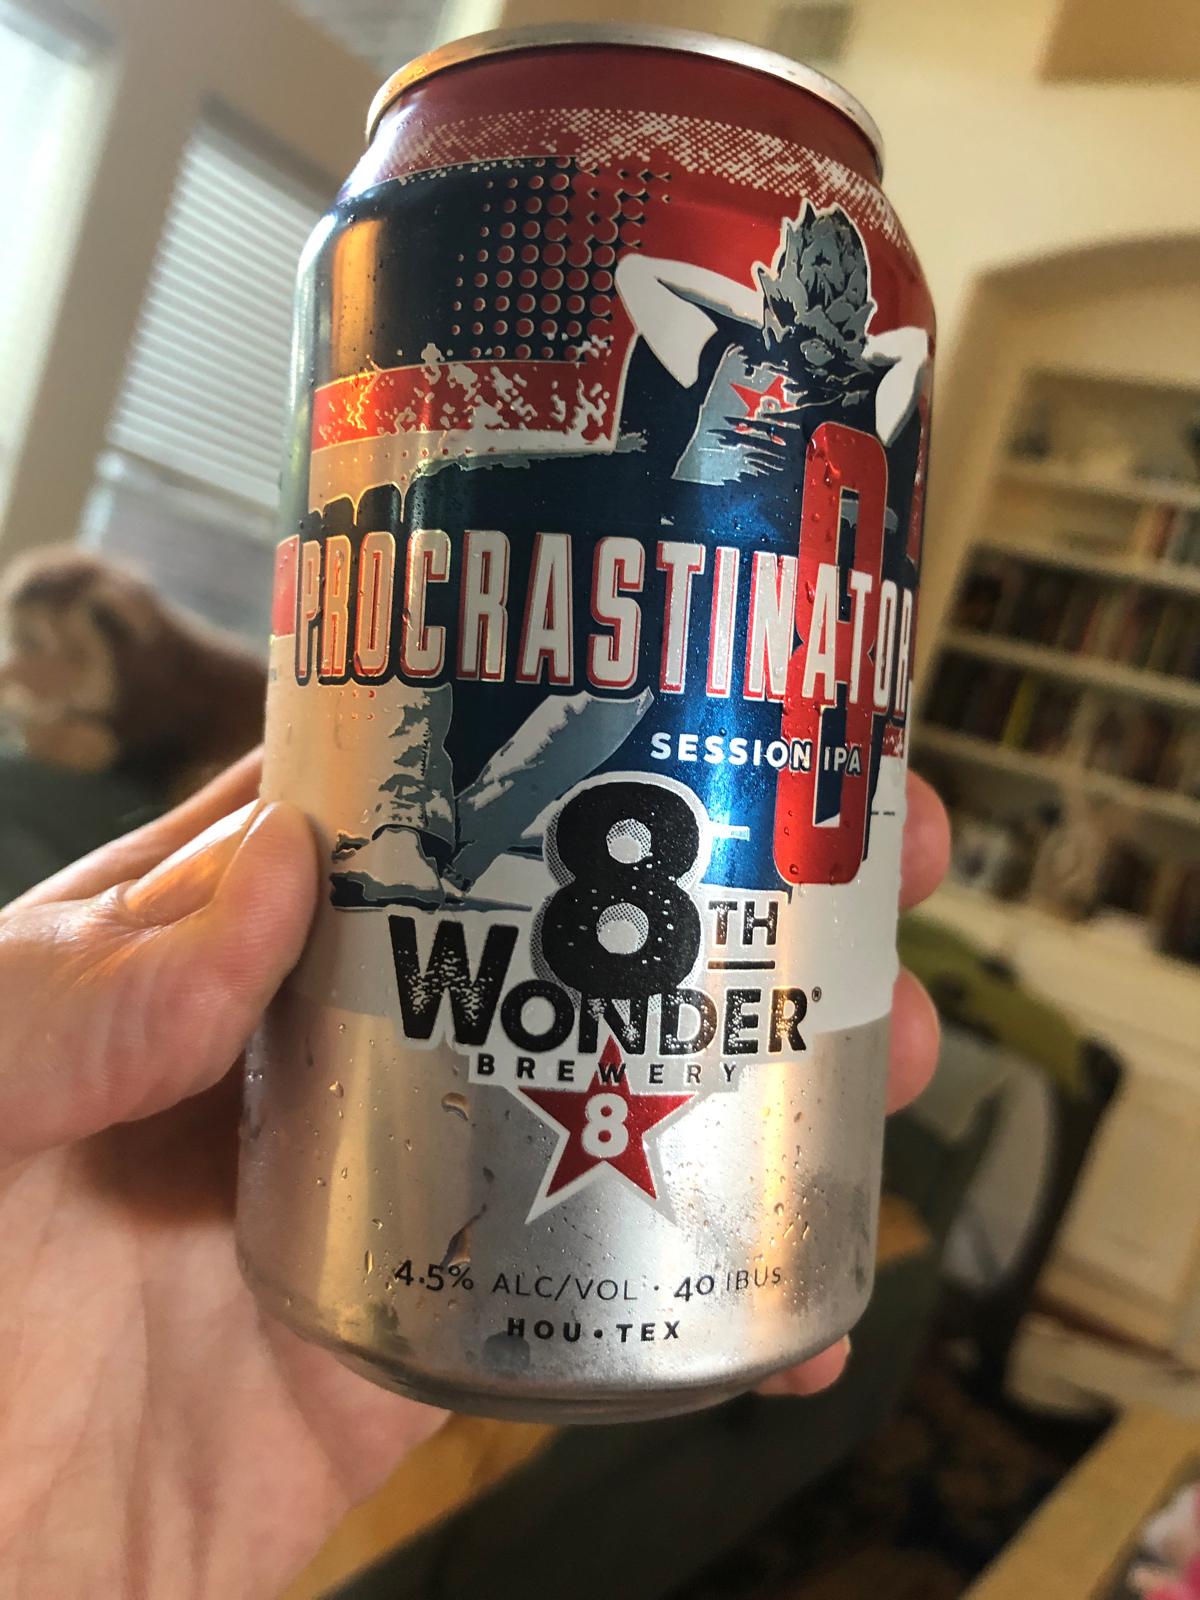 PROCRASTINATOR
SESSION IPA
8TH
WONDER®
BREWERY
8
4.5% ALC/VOL · 40 IBUs
HOU • TEX